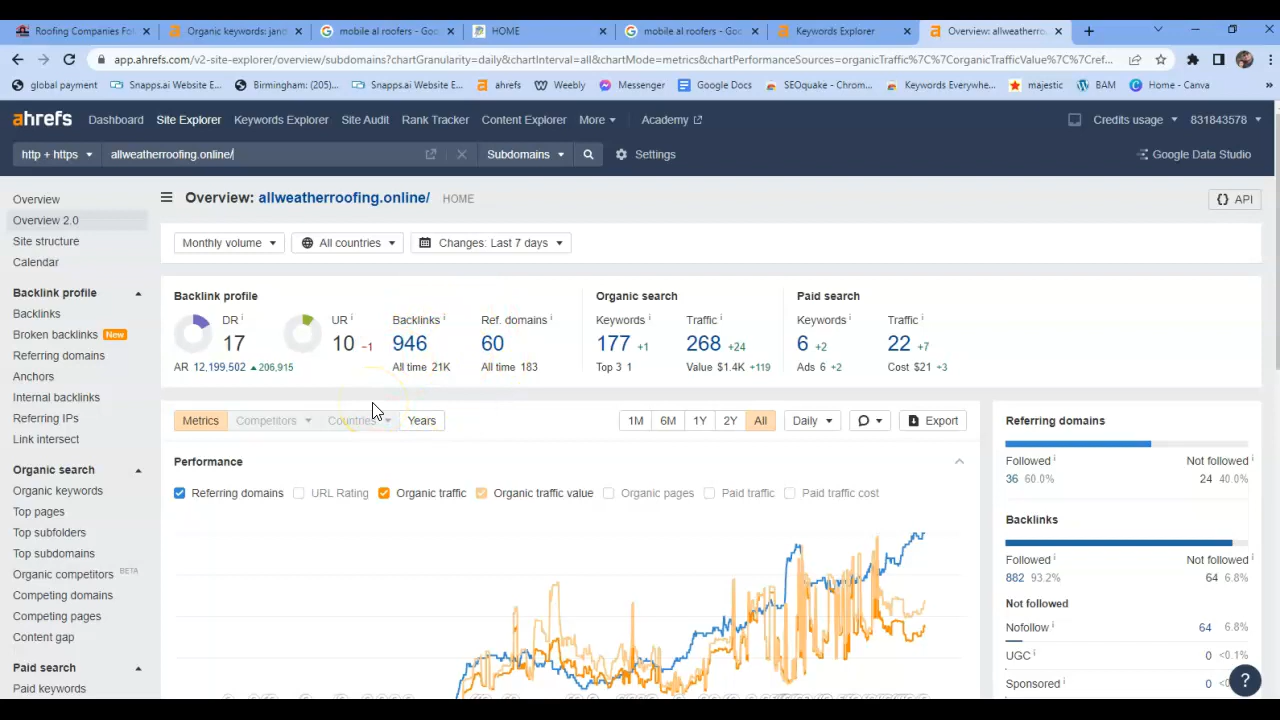 Roofing Companies Fol
Organic keywords: jand
mobile al roofers - Goo
HOME
mobile al roofers - Goo
Keywords Explorer
Overview: allweatherro
app.ahrefs.com/v2-site-explorer/overview/subdomains?chartGranularity=daily&chartInterval=all&chartMode=metrics&chartPerformanceSources=organicTraffic%7C%7CorganicTrafficValue%7C%7Cref...
global payment
Snapps.ai Website E...
Birmingham: (205)...
Snapps.ai Website E...
ahrefs
Weebly
Messenger
Google Docs
SEOquake - Chrom...
Keywords Everywhe...
majestic
BAM
Home - Canva
»
ahrefs
Dashboard
Site Explorer
Keywords Explorer
Site Audit
Rank Tracker
Content Explorer
More
Academy
Credits usage
831843578
http + https
allweatherroofing.online/
Subdomains
Settings
Google Data Studio
Overview
Overview 2.0
Site structure
Calendar
Backlink profile
Backlinks
Broken backlinks New
Referring domains
Anchors
Internal backlinks
Referring IPs
Link intersect
Organic search
Organic keywords
Top pages
Top subfolders
Top subdomains
Organic competitors BETA
Competing domains
Competing pages
Content gap
Paid search
Paid keywords
Overview: allweatherroofing.online/ HOME
{} API
Monthly volume
All countries
Changes: Last 7 days
Backlink profile
DR i
17
AR 12,199,502 ▲206,915
UR i
10 -1
Backlinks i
946
All time 21K
Ref. domains i
60
All time 183
Organic search
Keywords i
177 +1
Top 3 1
Traffic i
268 +24
Value $1.4K +119
Paid search
Keywords i
6 +2
Ads 6 +2
Traffic i
22 +7
Cost $21 +3
Metrics
Competitors
Countries
Years
1M
6M
1Y
2Y
All
Daily
Export
Performance
Referring domains
URL Rating
Organic traffic
Organic traffic value
Organic pages
Paid traffic
Paid traffic cost
Referring domains
Followed i Not followed i
36 60.0% 24 40.0%
Backlinks
Followed i Not followed i
882 93.2% 64 6.8%
Not followed
Nofollow i 64 6.8%
UGC i 0 <0.1%
Sponsored i 0 <0
?